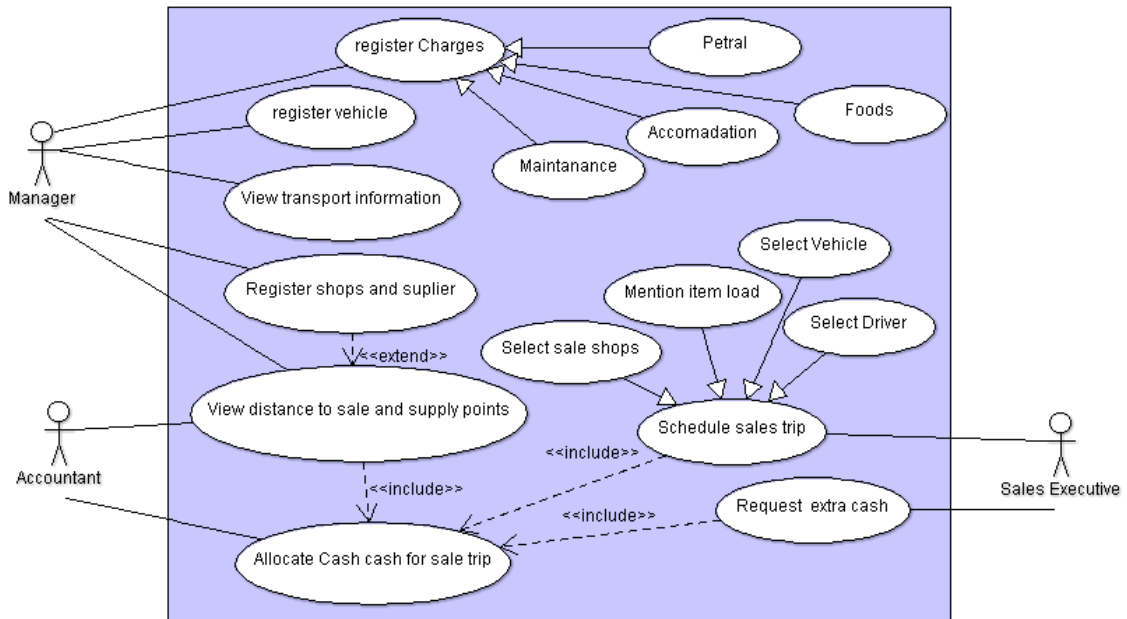 register Charges
Petral
Foods
register vehicle
Accomadation
Maintanance
Manager
View transport information
Select Vehicle
Register shops and suplier
Mention item load
Select Driver
<<extend>>
Select sale shops
View distance to sale and supply points
Schedule sales trip
<<include>>
Accountant
<<include>>
Sales Executive
Request extra cash
<<include>>
Allocate Cash cash for sale trip